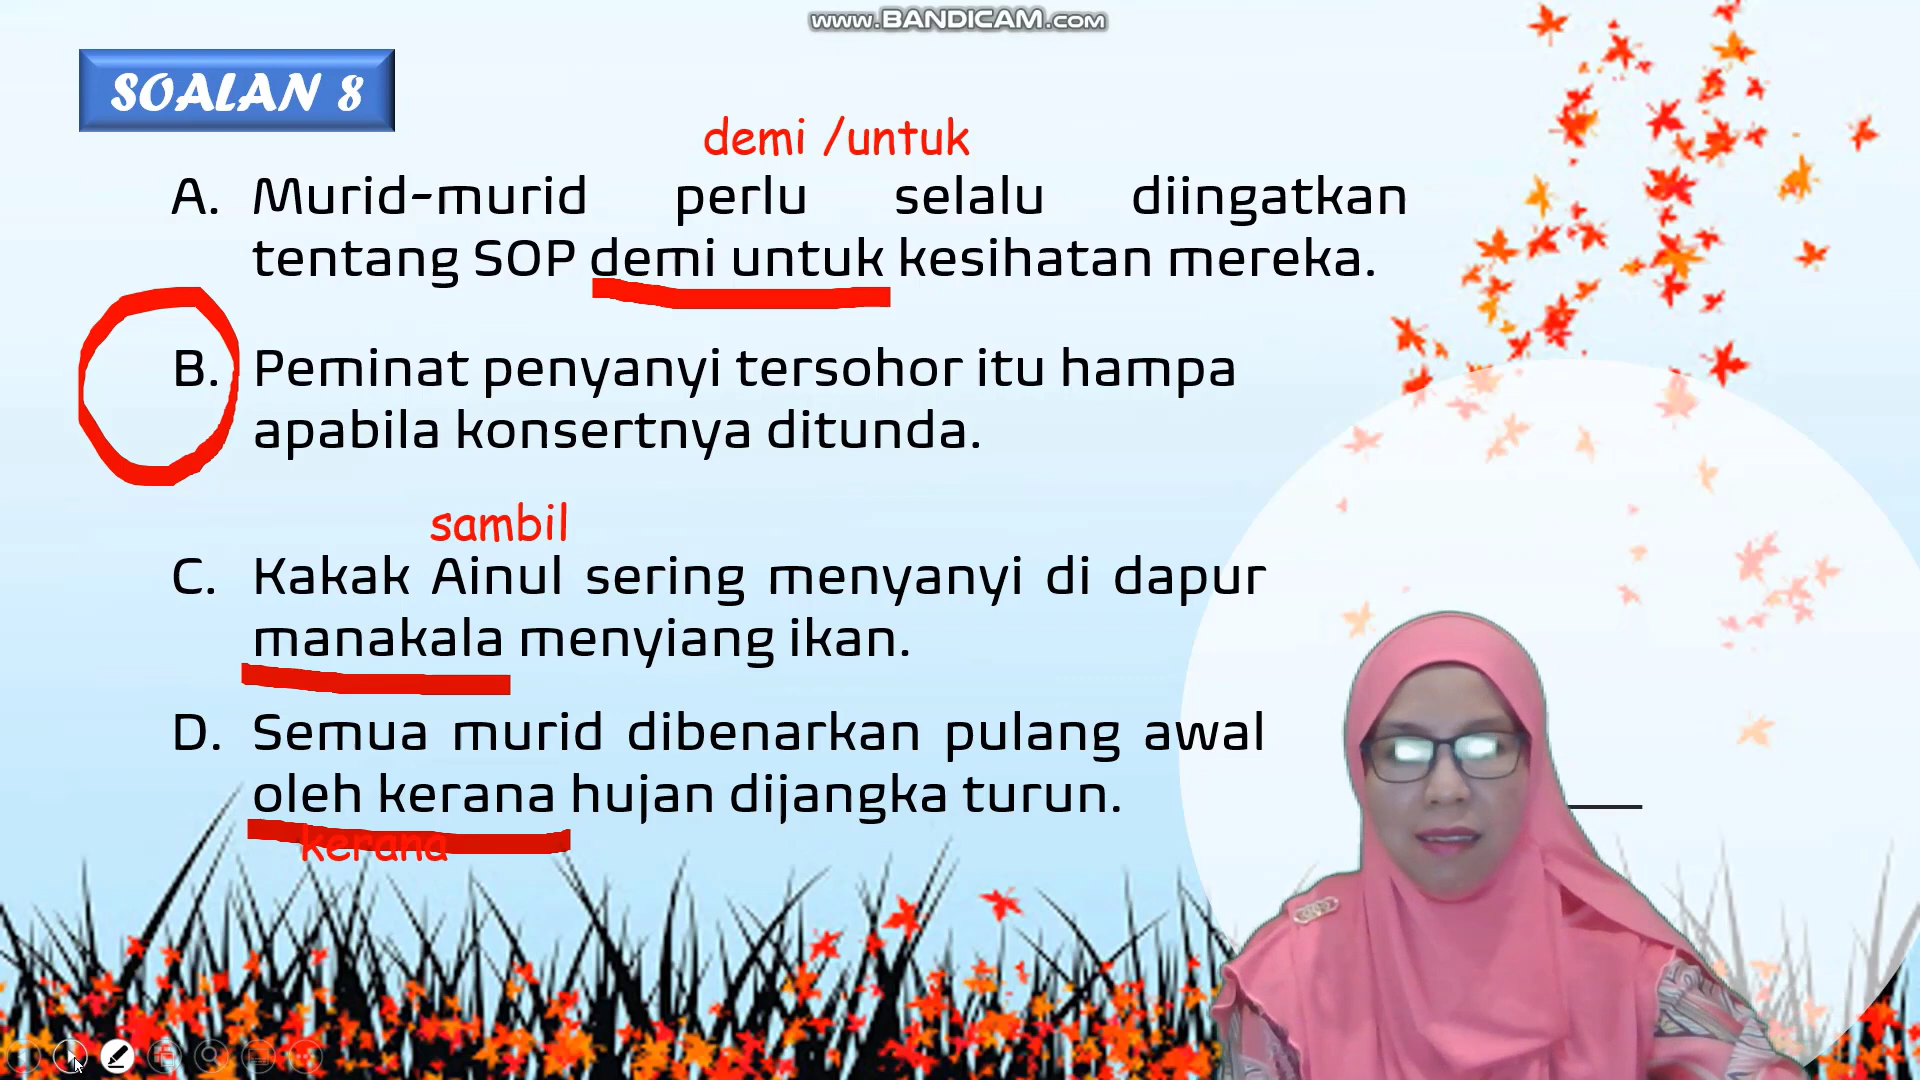 www.BANDICAM.com
SOALAN 8
demi /untuk
A. Murid-murid perlu selalu diingatkan
tentang SOP demi untuk kesihatan mereka.
B. Peminat penyanyi tersohor itu hampa
apabila konsertnya ditunda.
sambil
C. Kakak Ainul sering menyanyi di dapur
manakala menyiang ikan.
D. Semua murid dibenarkan pulang awal
oleh kerana hujan dijangka turun.
kerana